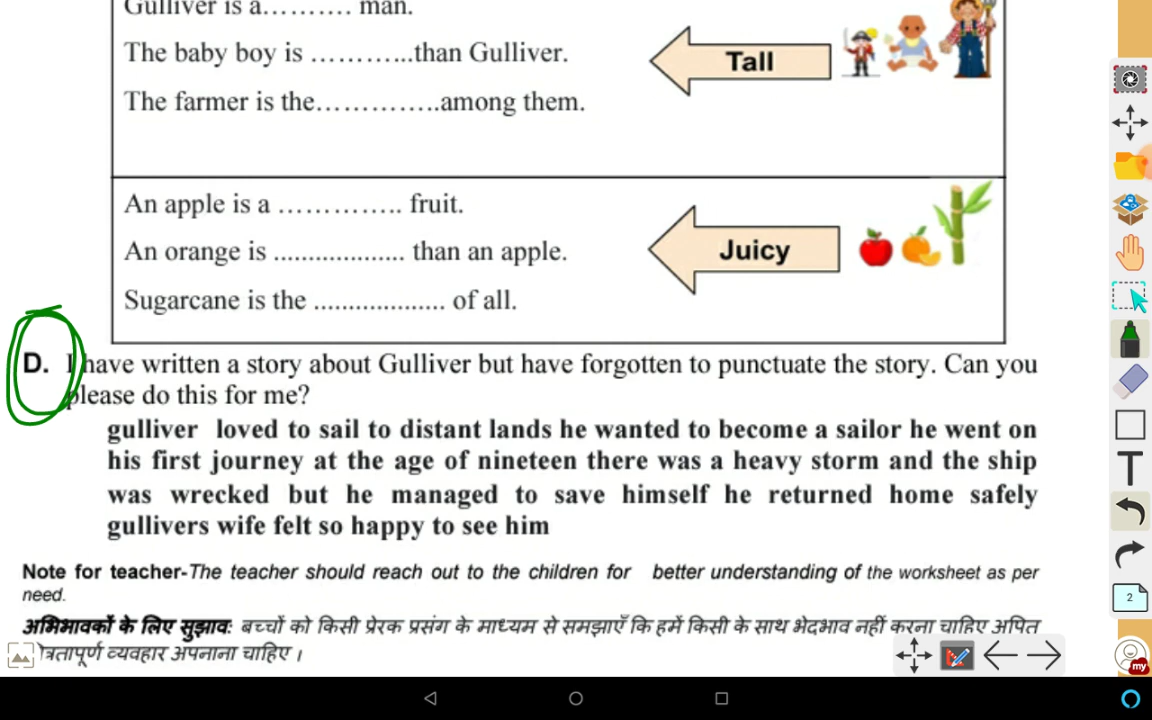 Gulliver is a.......... man.
The baby boy is ............than Gulliver.
Tall
The farmer is the..............among them.
An apple is a .............. fruit.
An orange is ................... than an apple.
Juicy
Sugarcane is the ................... of all.
D. I have written a story about Gulliver but have forgotten to punctuate the story. Can you
please do this for me?
gulliver loved to sail to distant lands he wanted to become a sailor he went on
his first journey at the age of nineteen there was a heavy storm and the ship
was wrecked but he managed to save himself he returned home safely
gullivers wife felt so happy to see him
Note for teacher-The teacher should reach out to the children for better understanding of the worksheet as per
need.
अभिभावकों के लिए सुझाव: बच्चों को किसी प्रेरक प्रसंग के माध्यम से समझाएँ कि हमें किसी के साथ भेदभाव नहीं करना चाहिए अपित
व्यवहार अपनाना चाहिए ।
T
2
my